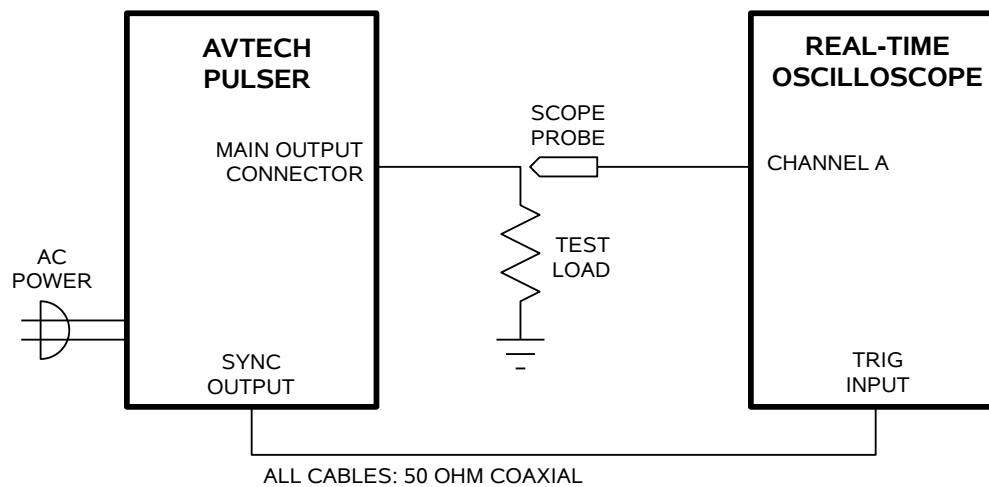 AVTECH
PULSER
REAL-TIME
OSCILLOSCOPE
SCOPE
PROBE
MAIN OUTPUT
CONNECTOR
CHANNEL A
TEST
LOAD
AC
POWER
SYNC
OUTPUT
TRIG
INPUT
ALL CABLES: 50 OHM COAXIAL